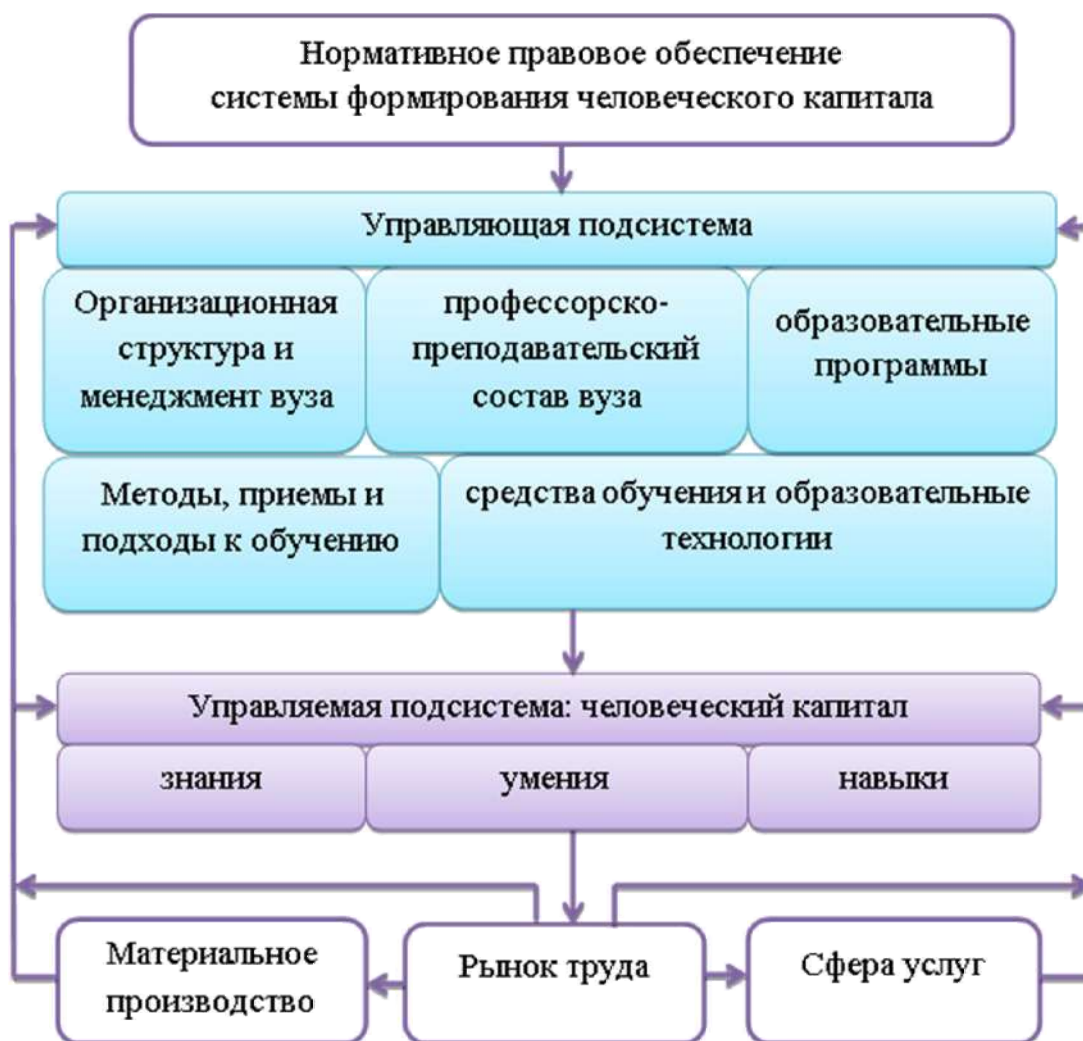 Нормативное правовое обеспечение
системы формирования человеческого капитала
Управляющая подсистема
Организационная
структура и
менеджмент вуза
профессорско-
преподавательский
состав вуза
образовательные
программы
Методы, приемы и
подходы к обучению
средства обучения и образовательные
технологии
Управляемая подсистема: человеческий капитал
знания
умения
навыки
Материальное
производство
Рынок труда
Сфера услуг